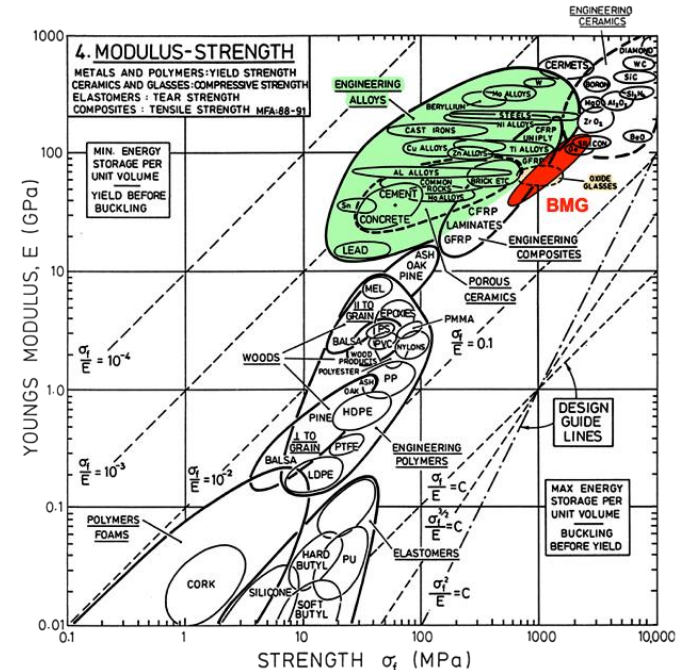 ENGINEERING
CERAMICS
1000
4. MODULUS-STRENGTH
METALS AND POLYMERS: YIELD STRENGTH
CERAMICS AND GLASSES: COMPRESSIVE STRENGTH
ELASTOMERS : TEAR STRENGTH
COMPOSITES : TENSILE STRENGTH MFA:88-91
ENGINEERING
ALLOYS
DIAMOND
CERMETS
WC
W
BORON
SiC
Mo ALLOYS
Si₃N₄
BERYLLIUM
MgO
Al₂O₃
STEELS
Ni ALLOYS
ZrO₂
CAST IRONS
CFRP
UNIPLY
BeO
MIN. ENERGY
STORAGE PER
UNIT VOLUME
YIELD BEFORE
BUCKLING
100
Cu ALLOYS
Zn ALLOYS
Ti ALLOYS
GFRP
CON
AL ALLOYS
COMMON
ROCKS
BRICK ETC
OXIDE
GLASSES
CEMENT
Mg ALLOYS
BMG
Sn
CONCRETE
CFRP
LAMINATES
GFRP
LEAD
ENGINEERING
COMPOSITES
ASH
OAK
PINE
10
POROUS
CERAMICS
MEL
II TO
GRAIN
EPOXIES
PMMA
PS
BALSA
PVC
NYLONS
σf/E = 0.1
WOODS
WOOD
PRODUCTS
POLYESTER
σf/E = 10⁻⁴
PP
1.0
ASH
OAK
PINE
HDPE
DESIGN
GUIDE
LINES
⊥ TO
GRAIN
PTFE
ENGINEERING
POLYMERS
BALSA
LDPE
σf/E = 10⁻³
σf/E = 10⁻²
σf/E = C
MAX ENERGY
STORAGE PER
UNIT VOLUME
BUCKLING
BEFORE YIELD
0.1
σf^3/2/E = C
POLYMERS
FOAMS
ELASTOMERS
HARD
BUTYL
PU
CORK
SILICONE
σf²/E = C
SOFT
BUTYL
0.01
0.1
1
10
100
1000
10,000
YOUNGS MODULUS, E (GPa)
STRENGTH σf (MPa)